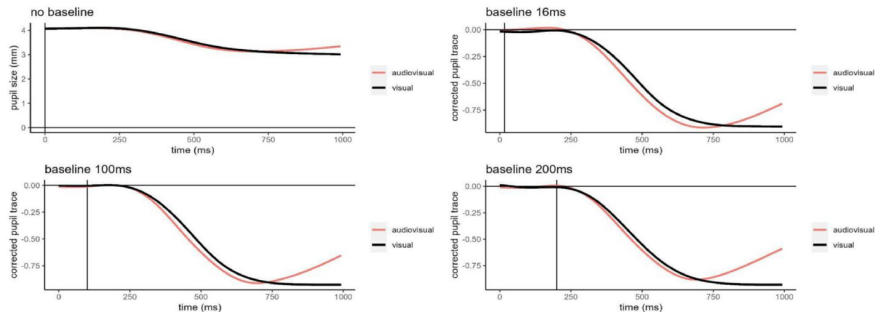 no baseline
pupil size (mm)
4
3
2
1
0
0 250 500 750 1000
time (ms)
audiovisual
visual
baseline 16ms
corrected pupil trace
0.00
-0.25
-0.50
-0.75
0 250 500 750 1000
time (ms)
audiovisual
visual
baseline 100ms
corrected pupil trace
0.00
-0.25
-0.50
-0.75
0 250 500 750 1000
time (ms)
audiovisual
visual
baseline 200ms
corrected pupil trace
0.00
-0.25
-0.50
-0.75
0 250 500 750 1000
time (ms)
audiovisual
visual